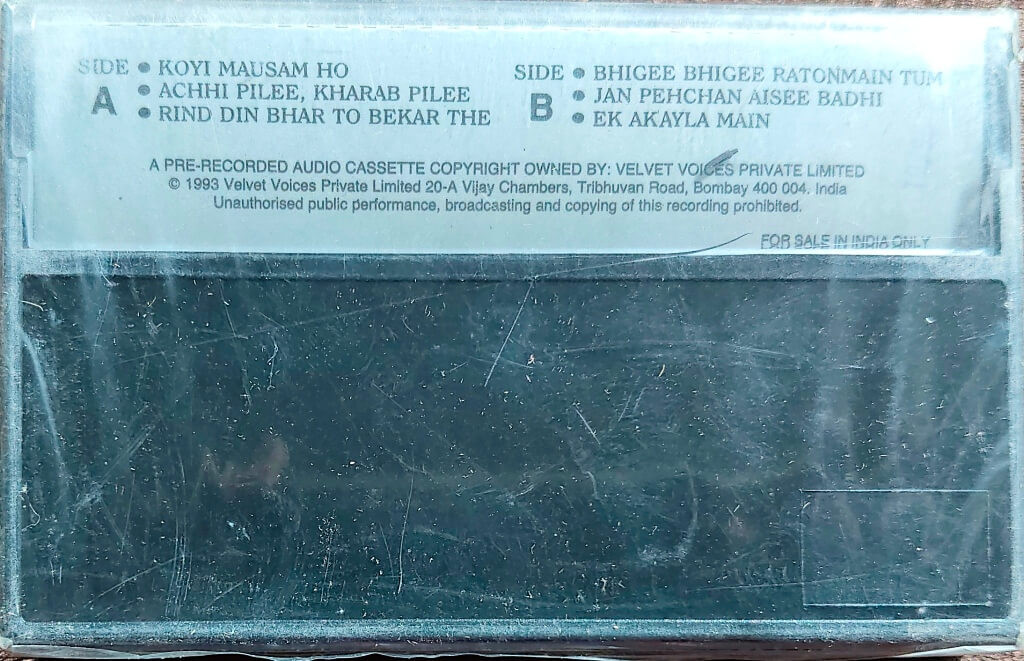 SIDE A
• KOYI MAUSAM HO
• ACHHI PILEE, KHARAB PILEE
• RIND DIN BHAR TO BEKAR THE
SIDE B
• BHIGEE BHIGEE RATONMAIN TUM
• JAN PEHCHAN AISEE BADHI
• EK AKAYLA MAIN
A PRE-RECORDED AUDIO CASSETTE COPYRIGHT OWNED BY: VELVET VOICES PRIVATE LIMITED
© 1993 Velvet Voices Private Limited 20-A Vijay Chambers, Tribhuvan Road, Bombay 400 004. India
Unauthorised public performance, broadcasting and copying of this recording prohibited.
FOR SALE IN INDIA ONLY